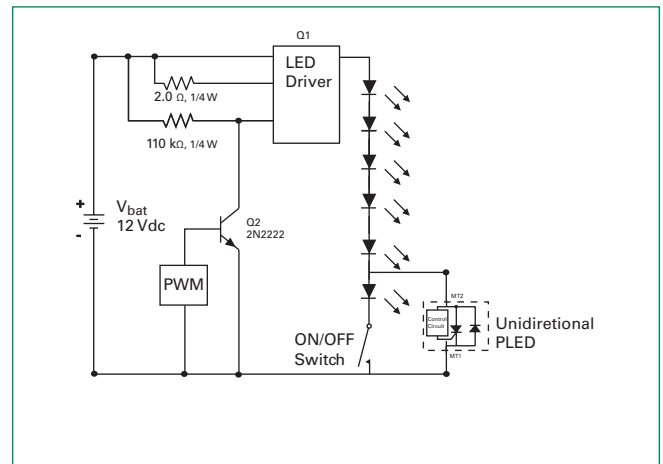 Q1
LED
Driver
2.0 Ω, 1/4 W
110 kΩ, 1/4 W
+
Vbat
12 Vdc
-
Q2
2N2222
PWM
MT2
Control
Circuit
MT1
Unidiretional
PLED
ON/OFF
Switch